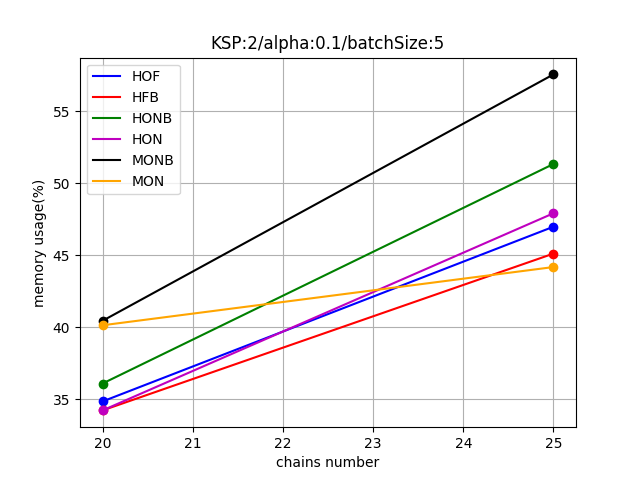 KSP:2/alpha:0.1/batchSize:5
HOF
HFB
HONB
HON
MONB
MON
memory usage(%)
55
50
45
40
35
20 21 22 23 24 25
chains number